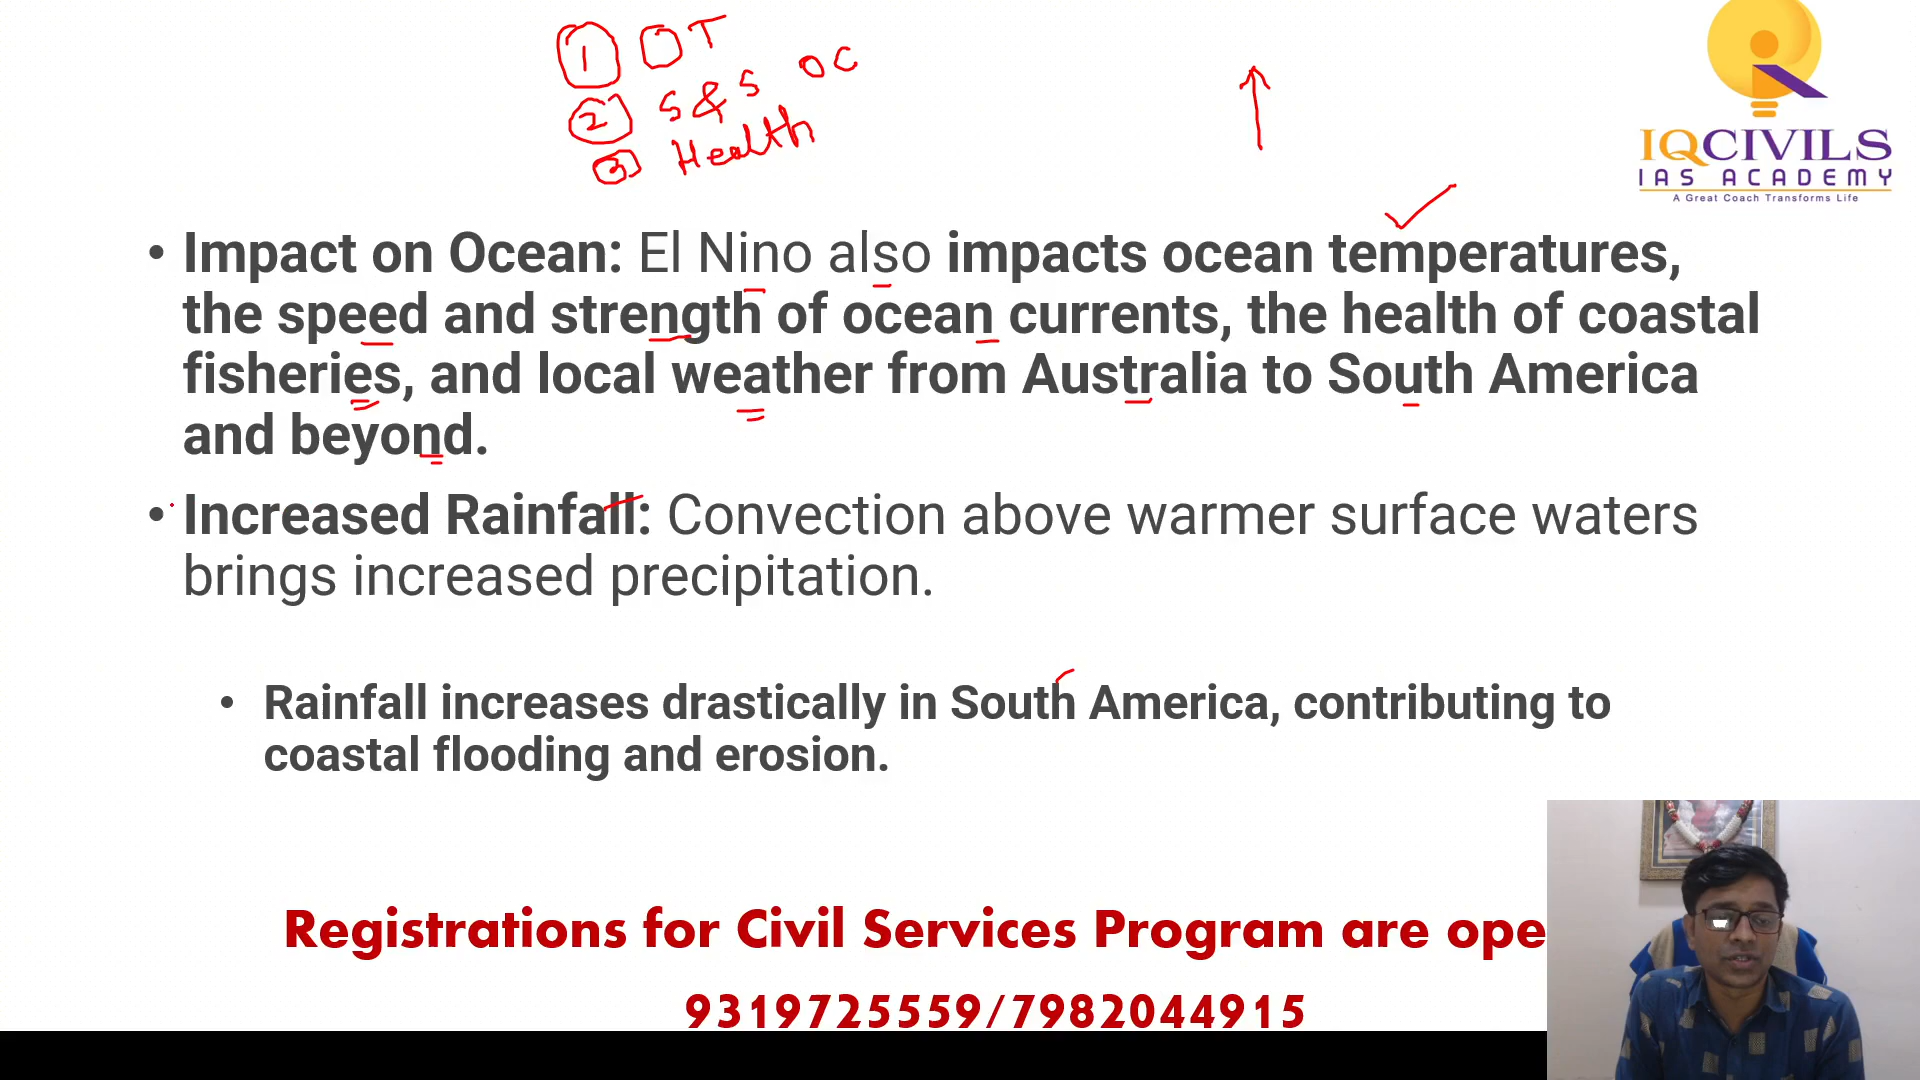 1 OT
2 S & S OC
3 Health
IQCIVILS
IAS ACADEMY
A Great Coach Transforms Life
• Impact on Ocean: El Nino also impacts ocean temperatures,
the speed and strength of ocean currents, the health of coastal
fisheries, and local weather from Australia to South America
and beyond.
• Increased Rainfall: Convection above warmer surface waters
brings increased precipitation.
• Rainfall increases drastically in South America, contributing to
coastal flooding and erosion.
Registrations for Civil Services Program are ope
9319725559/7982044915